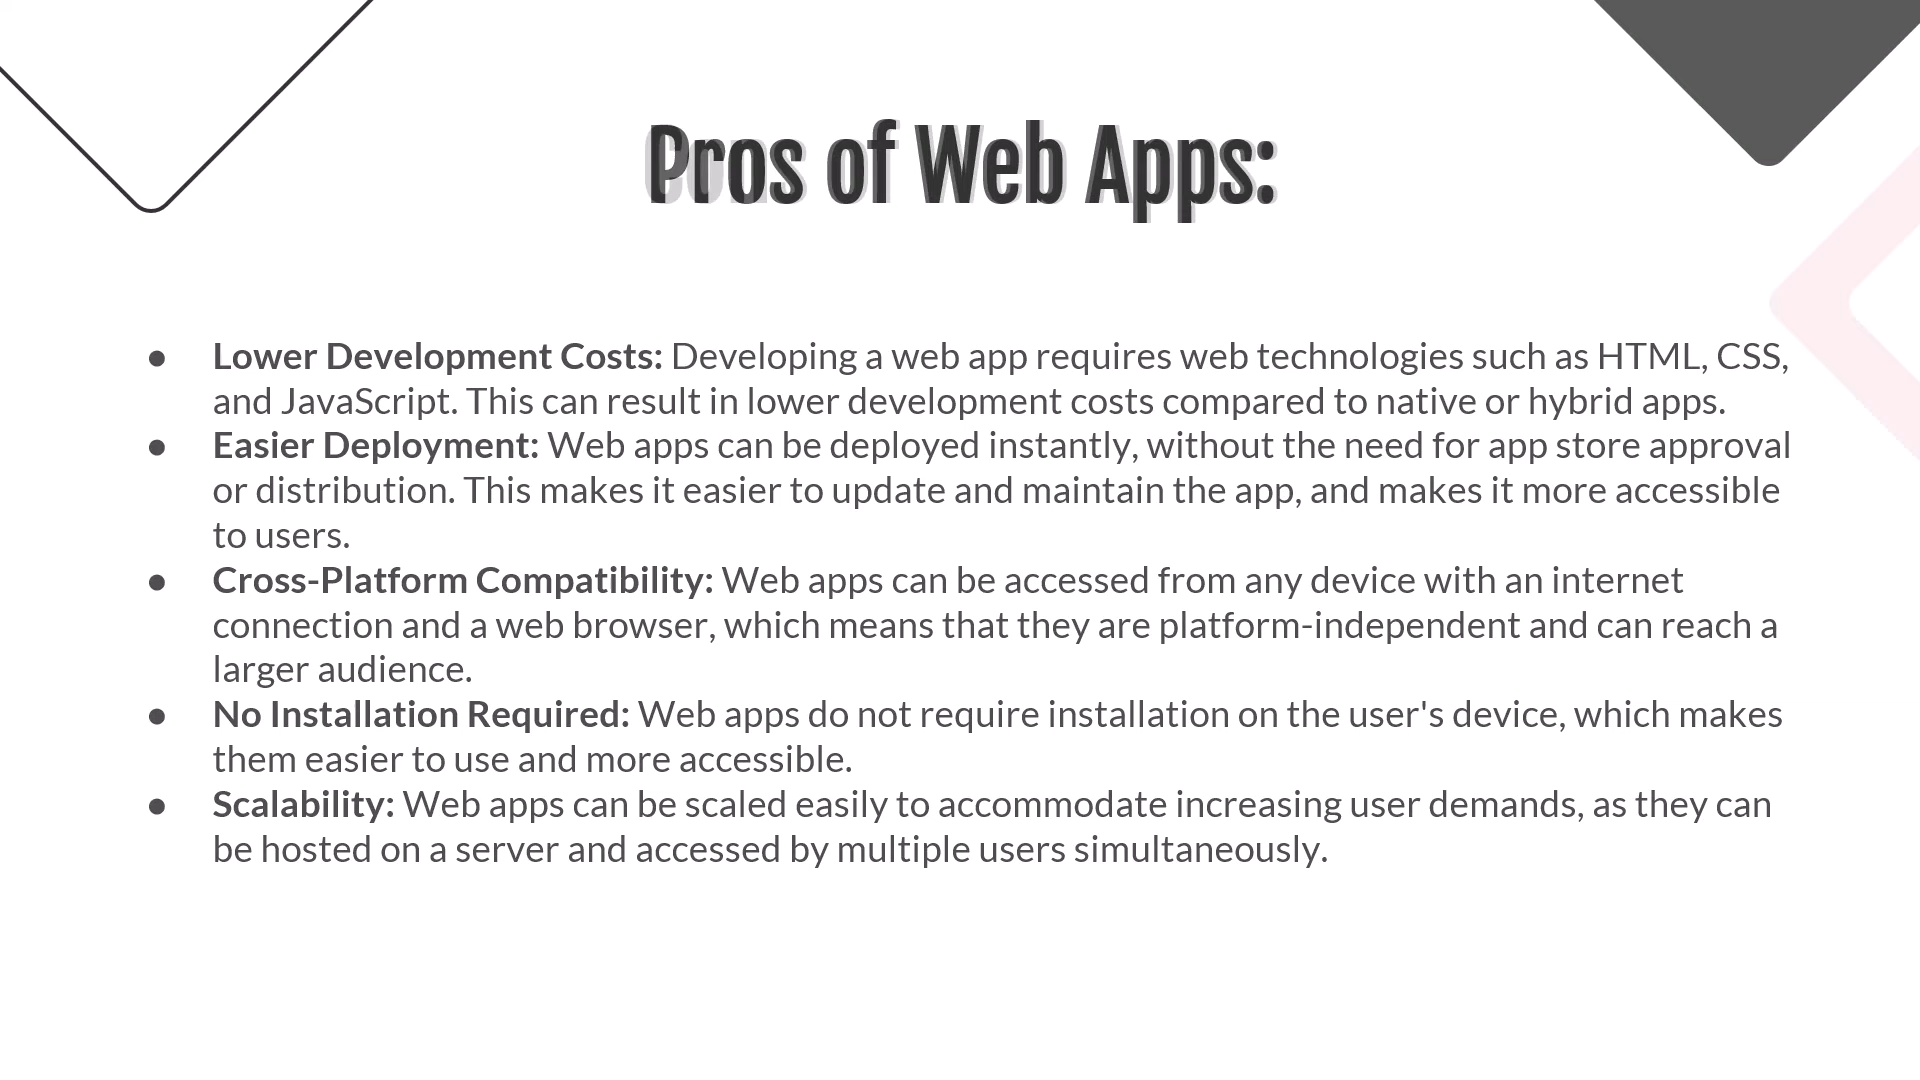 Pros of Web Apps:
● Lower Development Costs: Developing a web app requires web technologies such as HTML, CSS,
and JavaScript. This can result in lower development costs compared to native or hybrid apps.
● Easier Deployment: Web apps can be deployed instantly, without the need for app store approval
or distribution. This makes it easier to update and maintain the app, and makes it more accessible
to users.
● Cross-Platform Compatibility: Web apps can be accessed from any device with an internet
connection and a web browser, which means that they are platform-independent and can reach a
larger audience.
● No Installation Required: Web apps do not require installation on the user's device, which makes
them easier to use and more accessible.
● Scalability: Web apps can be scaled easily to accommodate increasing user demands, as they can
be hosted on a server and accessed by multiple users simultaneously.